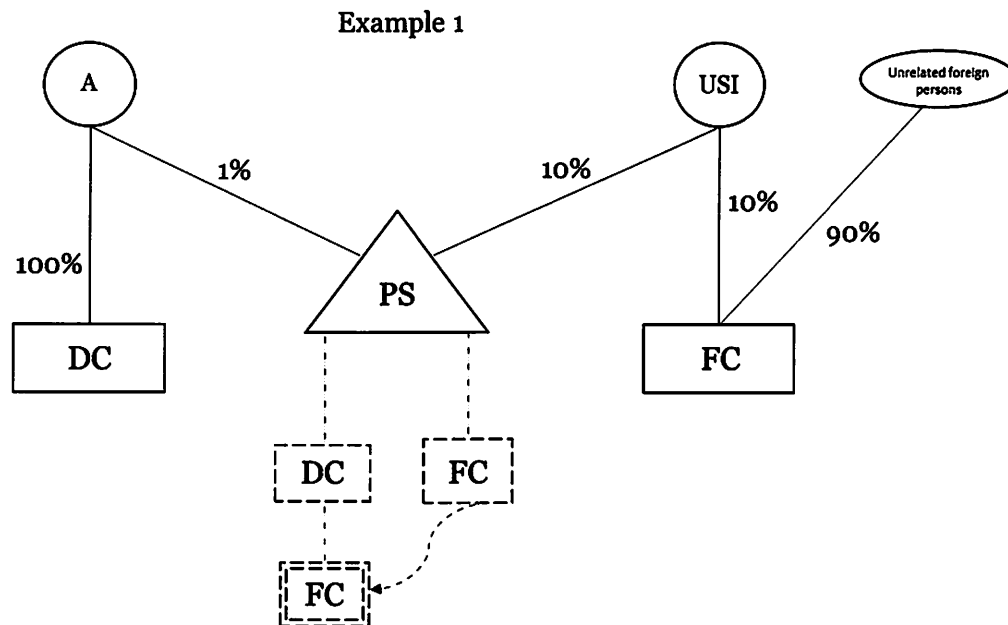 Example 1
A
USI
Unrelated foreign
persons
1%
10%
10%
100%
90%
PS
DC
FC
DC
FC
FC